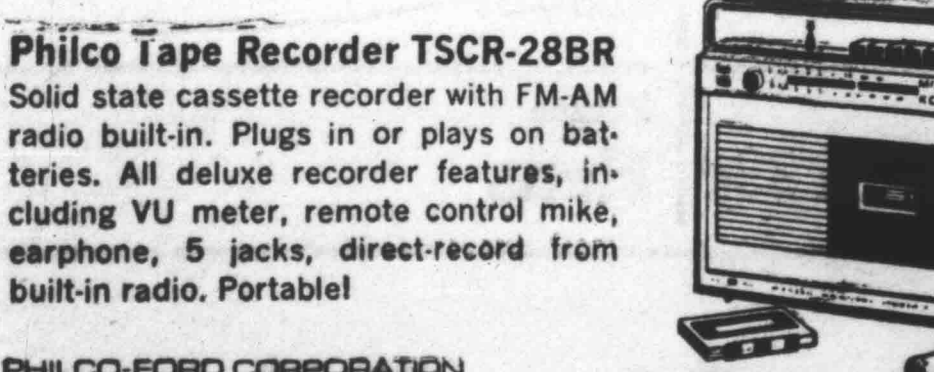 Philco Tape Recorder TSCR-28BR
Solid state cassette recorder with FM-AM
radio built-in. Plugs in or plays on bat-
teries. All deluxe recorder features, in-
cluding VU meter, remote control mike,
earphone, 5 jacks, direct-record from
built-in radio. Portable!
PHILCO-FORD CORPORATION